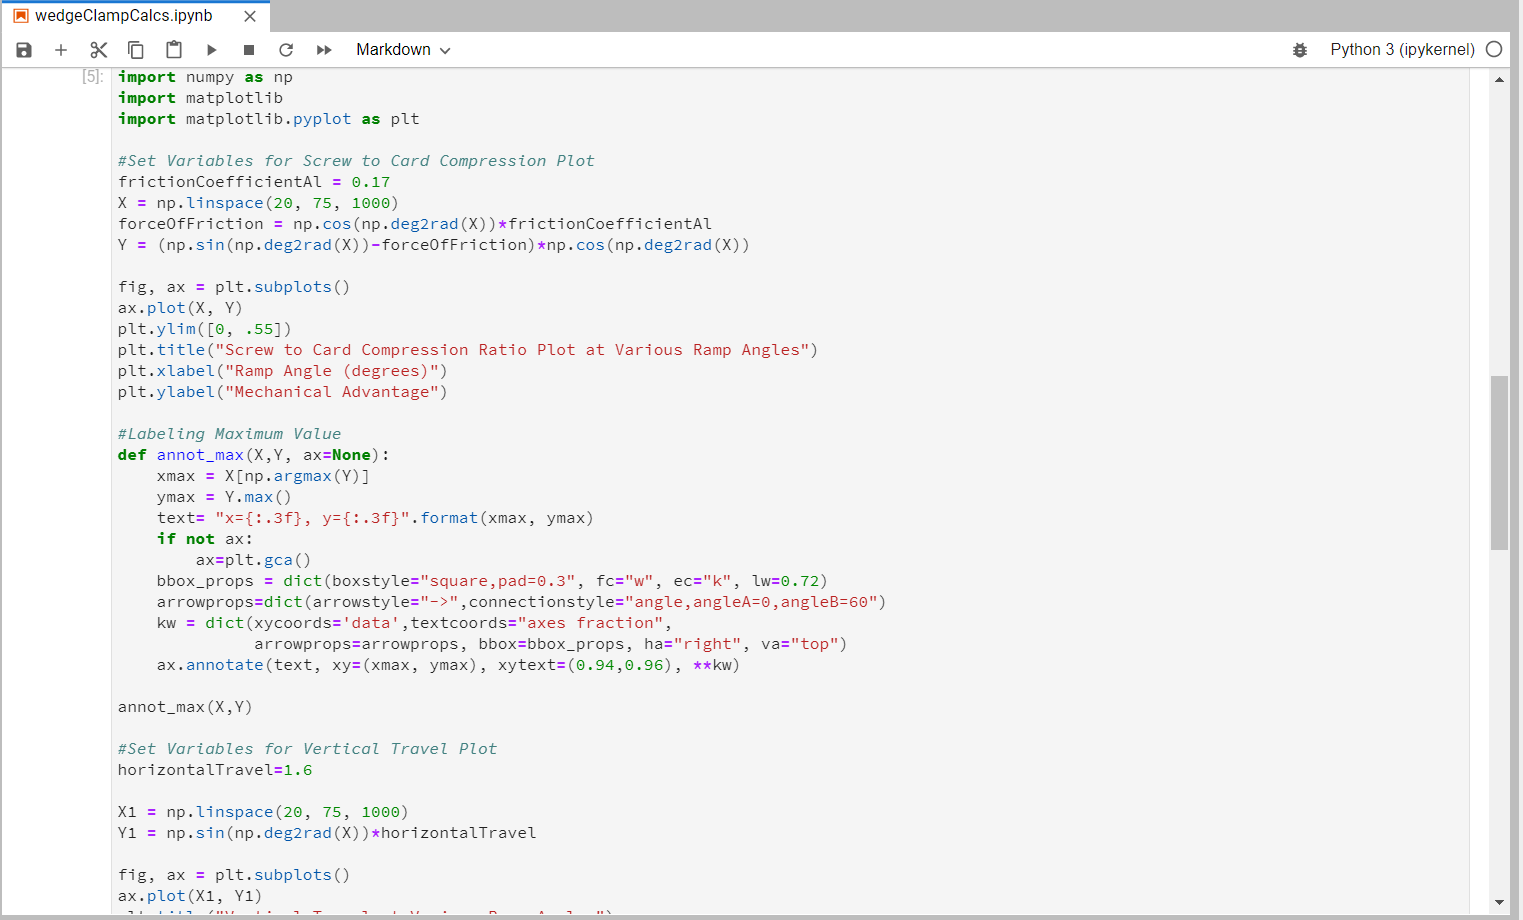 wedgeClampCalcs.ipynb
Markdown
Python 3 (ipykernel)
[5]:
import numpy as np
import matplotlib
import matplotlib.pyplot as plt
#Set Variables for Screw to Card Compression Plot
frictionCoefficientAl = 0.17
X = np.linspace(20, 75, 1000)
forceOfFriction = np.cos(np.deg2rad(X))*frictionCoefficientAl
Y = (np.sin(np.deg2rad(X))-forceOfFriction)*np.cos(np.deg2rad(X))
fig, ax = plt.subplots()
ax.plot(X, Y)
plt.ylim([0, .55])
plt.title("Screw to Card Compression Ratio Plot at Various Ramp Angles")
plt.xlabel("Ramp Angle (degrees)")
plt.ylabel("Mechanical Advantage")
#Labeling Maximum Value
def annot_max(X,Y, ax=None):
    xmax = X[np.argmax(Y)]
    ymax = Y.max()
    text= "x={:.3f}, y={:.3f}".format(xmax, ymax)
    if not ax:
        ax=plt.gca()
    bbox_props = dict(boxstyle="square,pad=0.3", fc="w", ec="k", lw=0.72)
    arrowprops=dict(arrowstyle="->",connectionstyle="angle,angleA=0,angleB=60")
    kw = dict(xycoords='data',textcoords="axes fraction",
              arrowprops=arrowprops, bbox=bbox_props, ha="right", va="top")
    ax.annotate(text, xy=(xmax, ymax), xytext=(0.94,0.96), **kw)
annot_max(X,Y)
#Set Variables for Vertical Travel Plot
horizontalTravel=1.6
X1 = np.linspace(20, 75, 1000)
Y1 = np.sin(np.deg2rad(X))*horizontalTravel
fig, ax = plt.subplots()
ax.plot(X1, Y1)